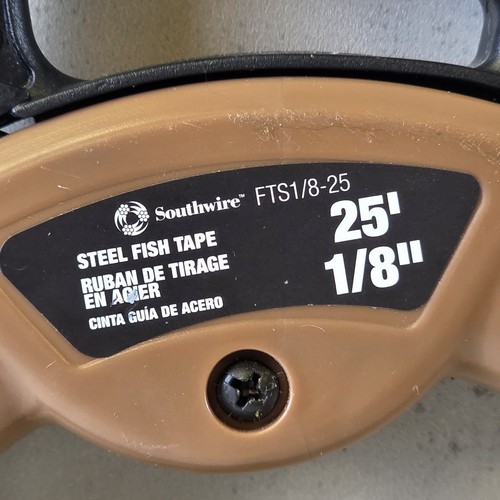 Southwire™ FTS1/8-25
STEEL FISH TAPE
RUBAN DE TIRAGE
EN ACIER
CINTA GUÍA DE ACERO
25'
1/8"